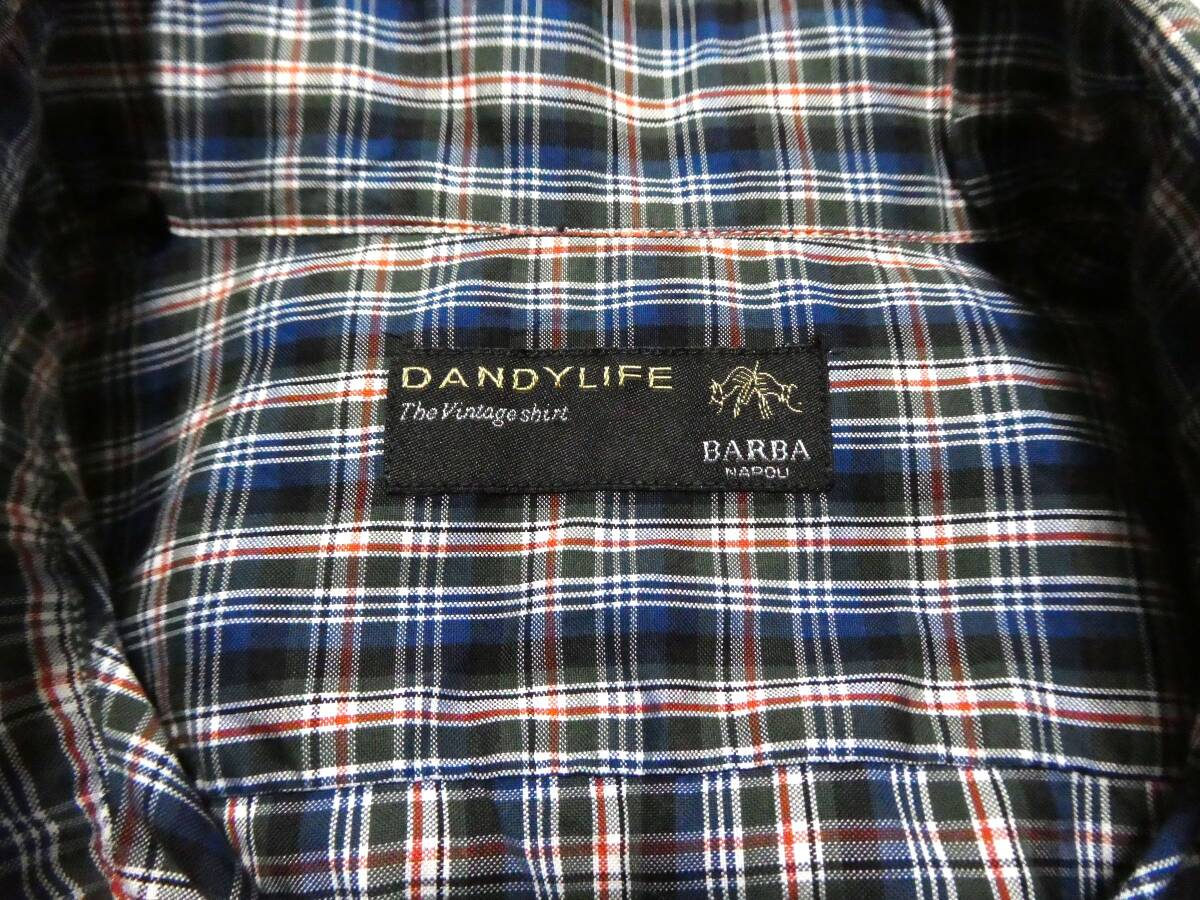 DANDYLIFE
The Vintage shirt
BARBA
NAPOLI